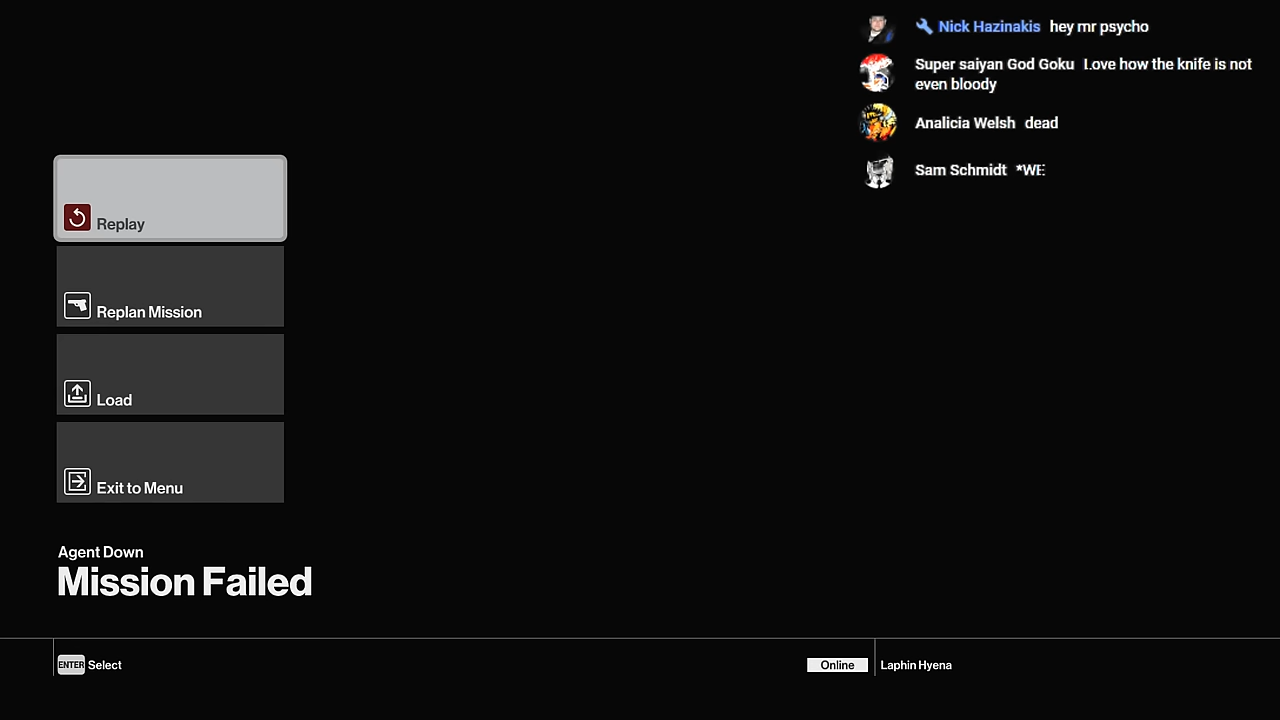 Nick Hazinakis hey mr psycho
Super saiyan God Goku Love how the knife is not
even bloody
Analicia Welsh dead
Sam Schmidt *WE
Replay
Replan Mission
Load
Exit to Menu
Agent Down
Mission Failed
ENTER Select
Online Laphin Hyena